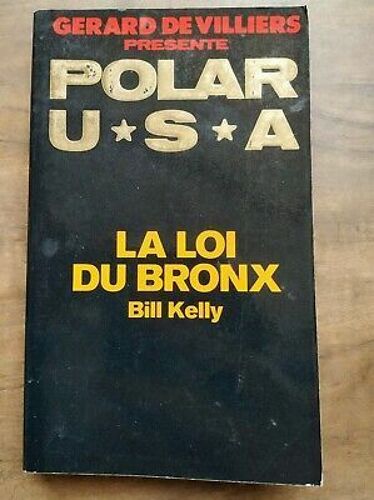 GERARD DE VILLIERS
PRESENTE
POLAR
U★S★A
LA LOI
DU BRONX
Bill Kelly